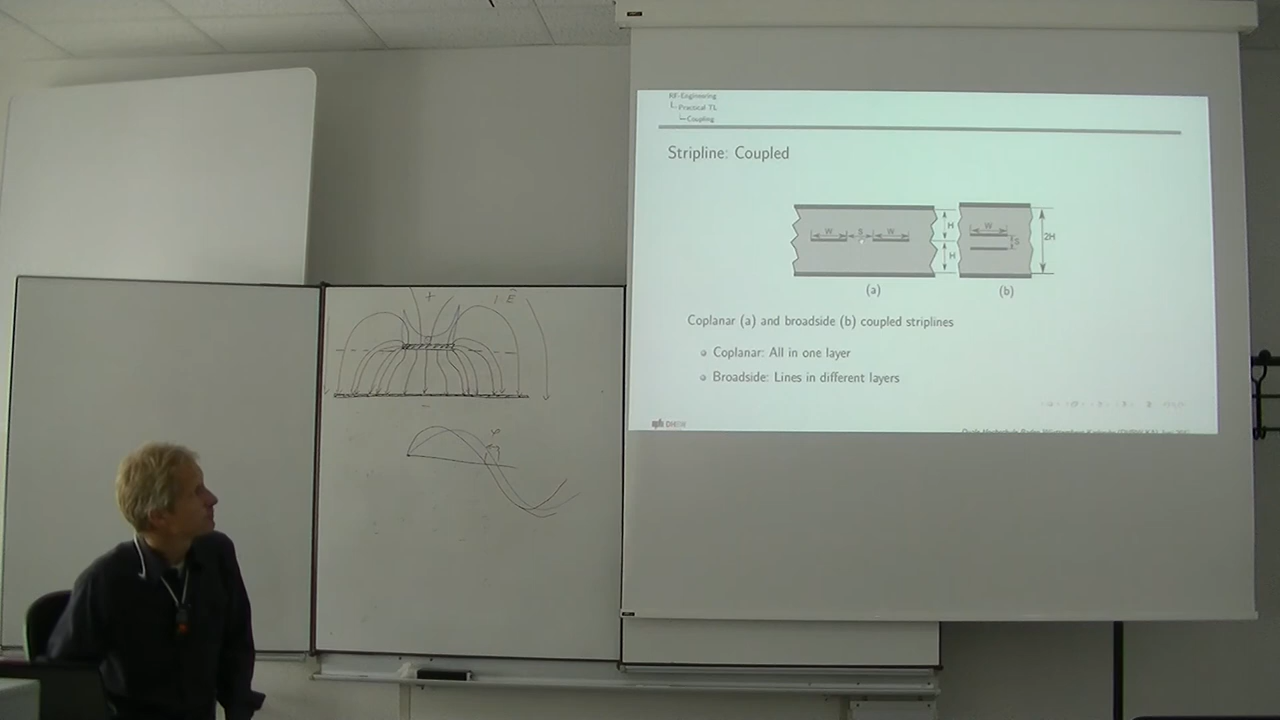 + | E
φ
RF-Engineering
Practical TL
Coupling
Stripline: Coupled
W S W H
H
W S 2H
(a) (b)
Coplanar (a) and broadside (b) coupled striplines
Coplanar: All in one layer
Broadside: Lines in different layers
DHBW